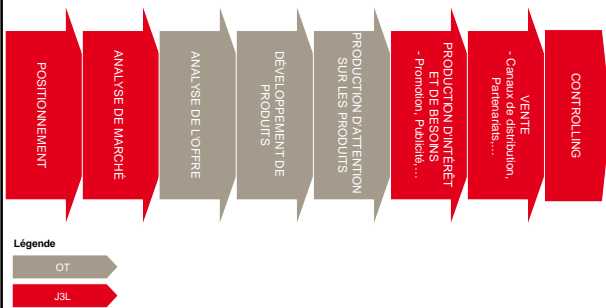 POSITIONNEMENT
ANALYSE DE MARCHÉ
ANALYSE DE L'OFFRE
DÉVELOPPEMENT DE
PRODUITS
PRODUCTION D'ATTENTION
SUR LES PRODUITS
PRODUCTION D'INTÉRÊT
ET DE BESOINS
- Promotion, Publicité,…
VENTE
- Canaux de distribution,
Partenariats,…
CONTROLLING
Légende
OT
J3L